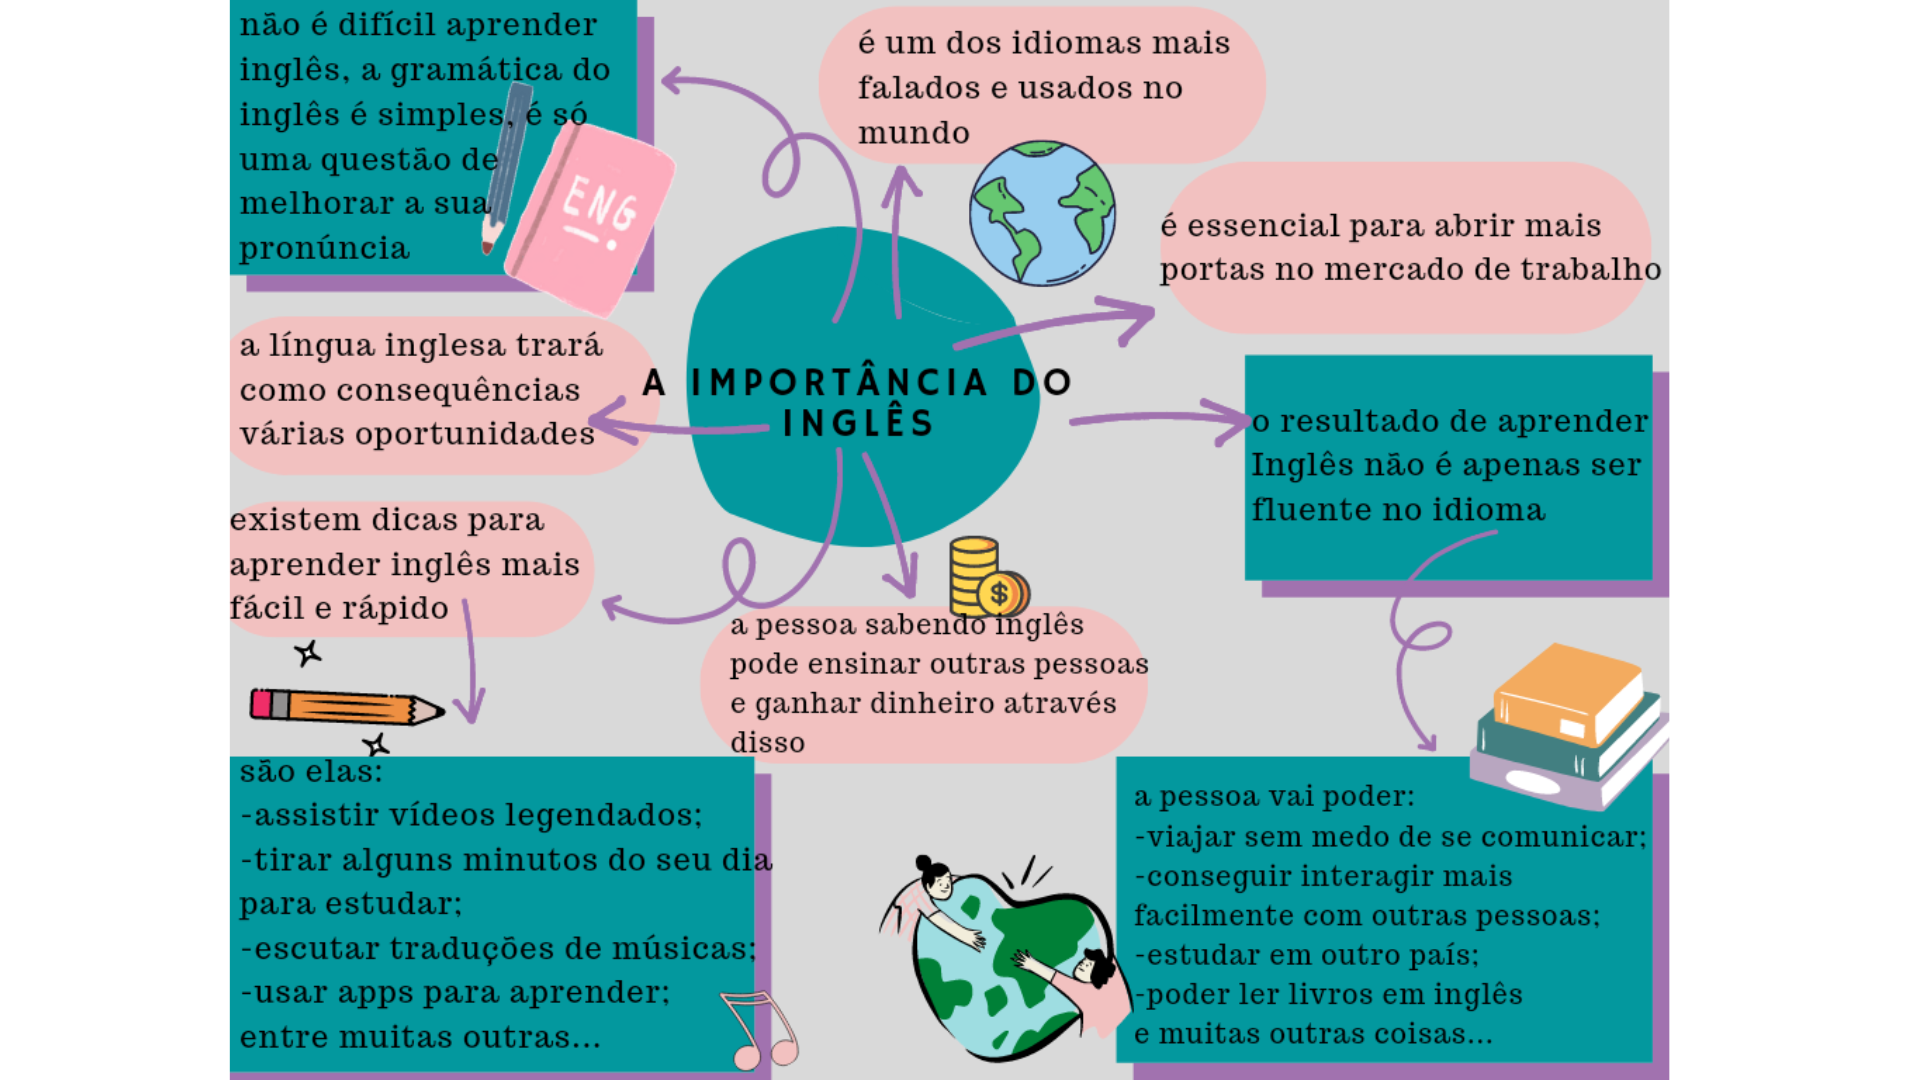 não é difícil aprender
inglês, a gramática do
inglês é simples, é só
uma questão de
melhorar a sua
pronúncia
ENG
é um dos idiomas mais
falados e usados no
mundo
é essencial para abrir mais
portas no mercado de trabalho
a língua inglesa trará
como consequências
várias oportunidades
A IMPORTÂNCIA DO
INGLÊS
o resultado de aprender
Inglês não é apenas ser
fluente no idioma
existem dicas para
aprender inglês mais
fácil e rápido
$
a pessoa sabendo inglês
pode ensinar outras pessoas
e ganhar dinheiro através
disso
são elas:
-assistir vídeos legendados;
-tirar alguns minutos do seu dia
para estudar;
-escutar traduções de músicas;
-usar apps para aprender;
entre muitas outras...
a pessoa vai poder:
-viajar sem medo de se comunicar;
-conseguir interagir mais
facilmente com outras pessoas;
-estudar em outro país;
-poder ler livros em inglês
e muitas outras coisas...